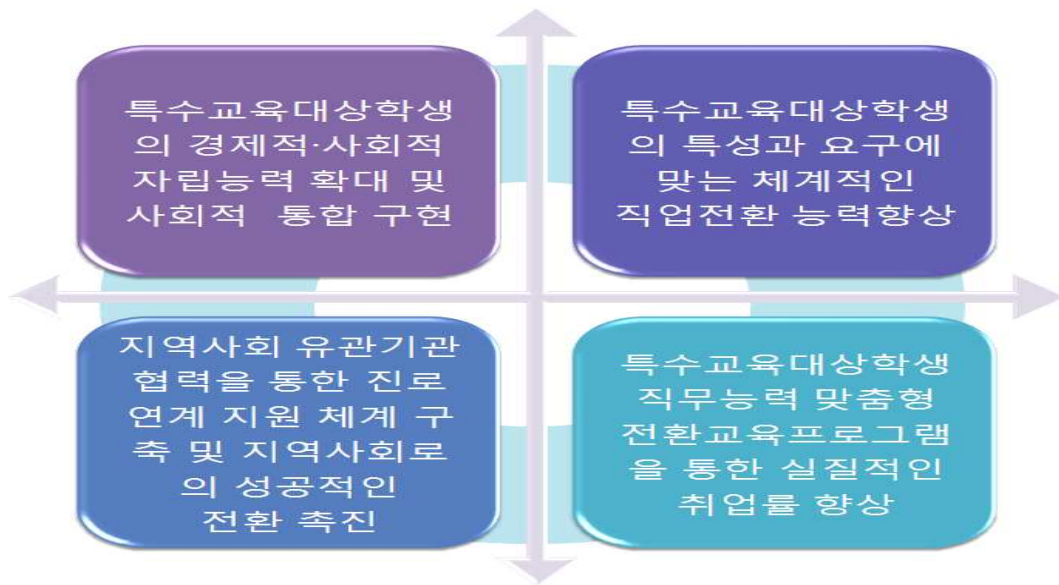 특수교육대상학생
의 경제적·사회적
자립능력 확대 및
사회적 통합 구현
특수교육대상학생
의 특성과 요구에
맞는 체계적인
직업전환 능력향상
지역사회 유관기관
협력을 통한 진로
연계 지원 체계 구
축 및 지역사회로
의 성공적인
전환 촉진
특수교육대상학생
직무능력 맞춤형
전환교육프로그램
을 통한 실질적인
취업률 향상